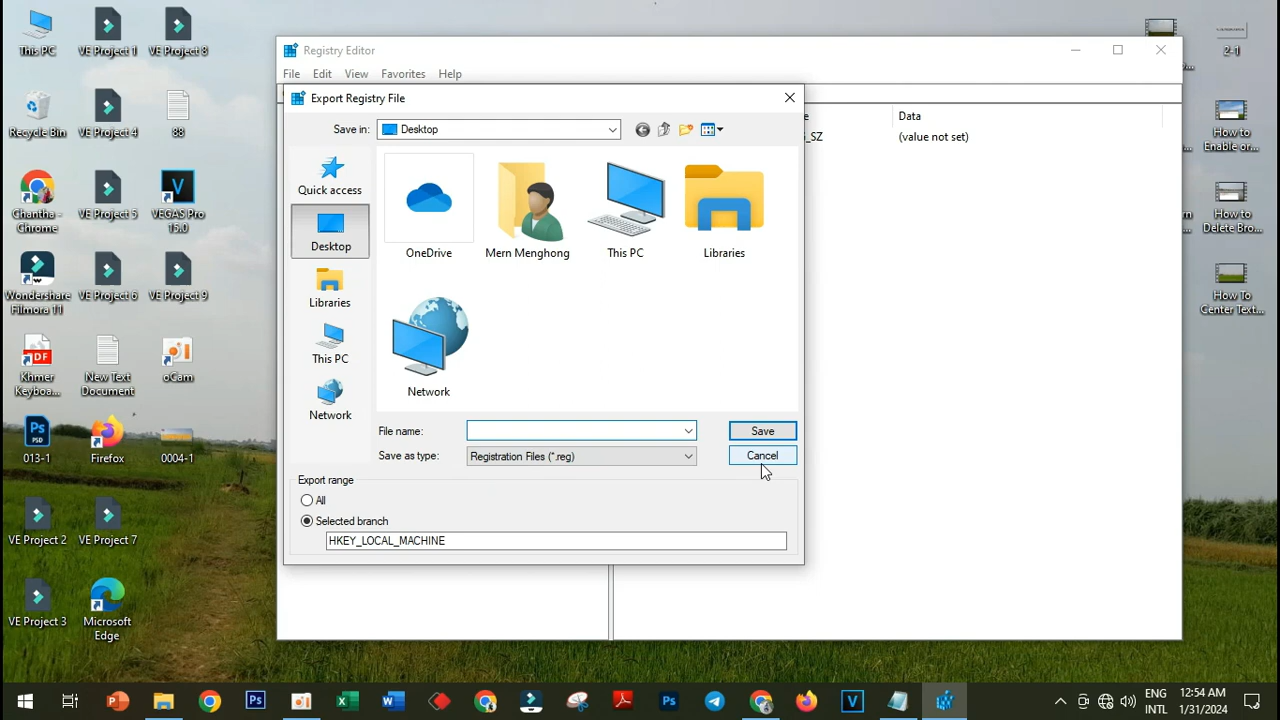 This PC
VE Project 1
VE Project 8
Recycle Bin
VE Project 4
88
Chantha -
Chrome
VE Project 5
VEGAS Pro
15.0
Wondershare
Filmora 11
VE Project 6
VE Project 9
Khmer
Keyboa...
New Text
Document
oCam
013-1
Firefox
0004-1
VE Project 2
VE Project 7
VE Project 3
Microsoft
Edge
Registry Editor
File Edit View Favorites Help
Data
(value not set)
Export Registry File
Save in:
Desktop
Quick access
Desktop
Libraries
This PC
Network
OneDrive
Mern Menghong
This PC
Libraries
Network
File name:
Save
Save as type:
Registration Files (*.reg)
Cancel
Export range
All
Selected branch
HKEY_LOCAL_MACHINE
2-1
How to
Enable or...
How to
Delete Bro...
How To
Center Text...
ENG
INTL
12:54 AM
1/31/2024